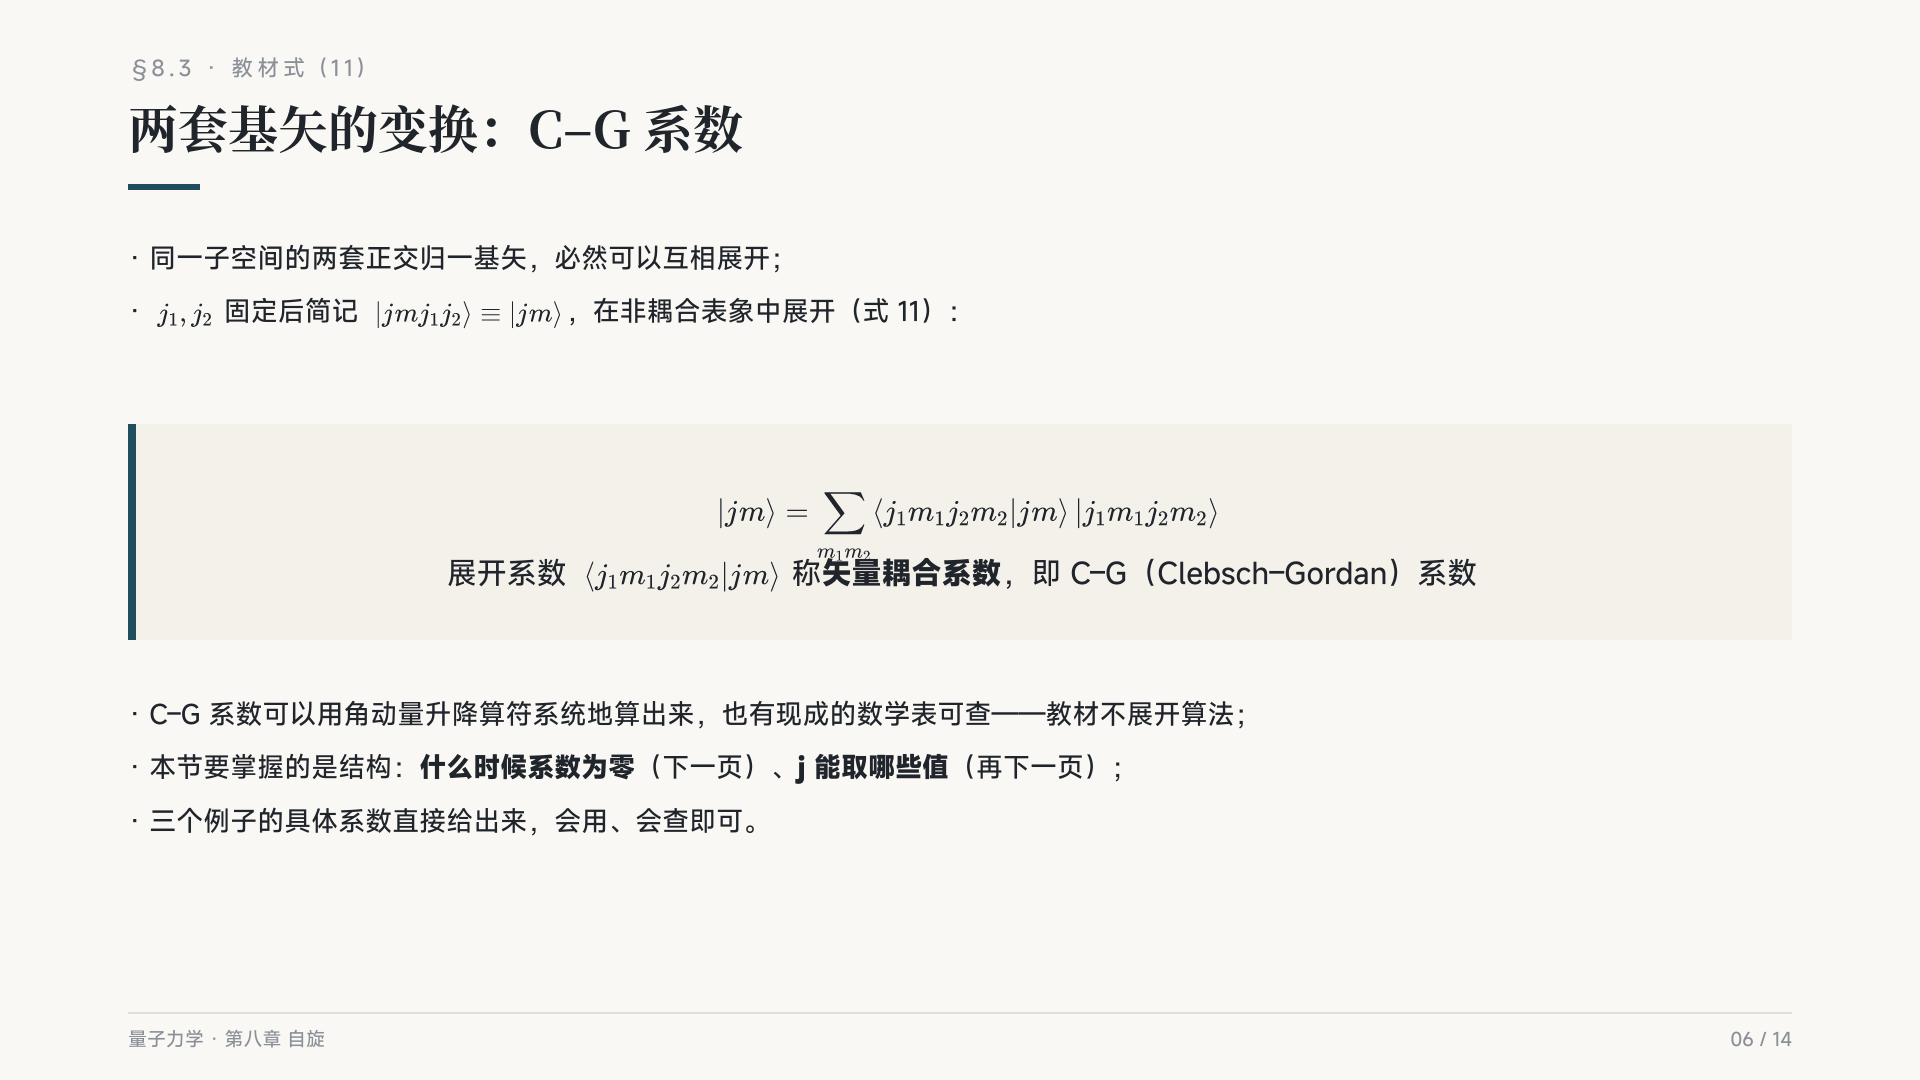 §8.3 · 教材式（11）
两套基矢的变换：C–G 系数
· 同一子空间的两套正交归一基矢，必然可以互相展开；
· j₁, j₂ 固定后简记 |jmj₁j₂⟩ ≡ |jm⟩，在非耦合表象中展开（式 11）：
|jm⟩ = ∑_{m₁m₂} ⟨j₁m₁j₂m₂|jm⟩ |j₁m₁j₂m₂⟩
展开系数 ⟨j₁m₁j₂m₂|jm⟩ 称矢量耦合系数，即 C–G（Clebsch–Gordan）系数
· C–G 系数可以用角动量升降算符系统地算出来，也有现成的数学表可查——教材不展开算法；
· 本节要掌握的是结构：什么时候系数为零（下一页）、j 能取哪些值（再下一页）；
· 三个例子的具体系数直接给出来，会用、会查即可。
量子力学 · 第八章 自旋
06 / 14